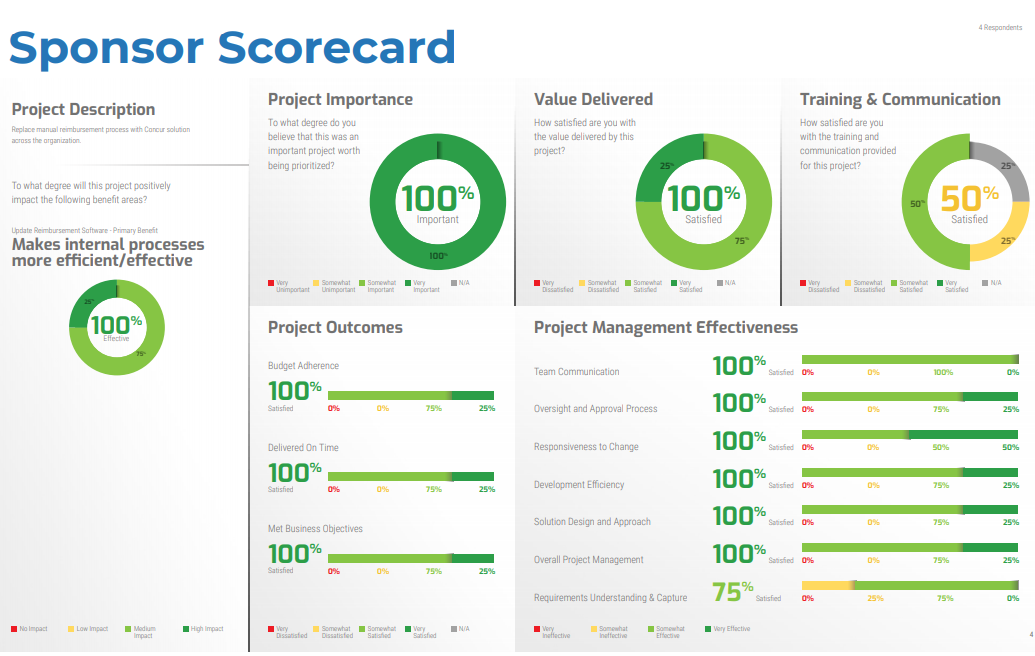 Sponsor Scorecard
4 Respondents
Project Description
Replace manual reimbursement process with Concur solution
across the organization.
To what degree will this project positively
impact the following benefit areas?
Update Reimbursement Software - Primary Benefit
Makes internal processes
more efficient/effective
25%
100%
Effective
75%
No Impact
Low Impact
Medium
Impact
High Impact
Project Importance
To what degree do you
believe that this was an
important project worth
being prioritized?
100%
Important
100%
Very
Unimportant
Somewhat
Unimportant
Somewhat
Important
Very
Important
N/A
Value Delivered
How satisfied are you with
the value delivered by this
project?
25%
100%
Satisfied
75%
Very
Dissatisfied
Somewhat
Dissatisfied
Somewhat
Satisfied
Very
Satisfied
N/A
Training & Communication
How satisfied are you
with the training and
communication provided
for this project?
25%
50%
50%
Satisfied
25%
Very
Dissatisfied
Somewhat
Dissatisfied
Somewhat
Satisfied
Very
Satisfied
N/A
Project Outcomes
Budget Adherence
100%
Satisfied
0% 0% 75% 25%
Delivered On Time
100%
Satisfied
0% 0% 75% 25%
Met Business Objectives
100%
Satisfied
0% 0% 75% 25%
Very
Dissatisfied
Somewhat
Dissatisfied
Somewhat
Satisfied
Very
Satisfied
N/A
Project Management Effectiveness
Team Communication 100% Satisfied 0% 0% 100% 0%
Oversight and Approval Process 100% Satisfied 0% 0% 75% 25%
Responsiveness to Change 100% Satisfied 0% 0% 50% 50%
Development Efficiency 100% Satisfied 0% 0% 75% 25%
Solution Design and Approach 100% Satisfied 0% 0% 75% 25%
Overall Project Management 100% Satisfied 0% 0% 75% 25%
Requirements Understanding & Capture 75% Satisfied 0% 25% 75% 0%
Very
Ineffective
Somewhat
Ineffective
Somewhat
Effective
Very Effective
4